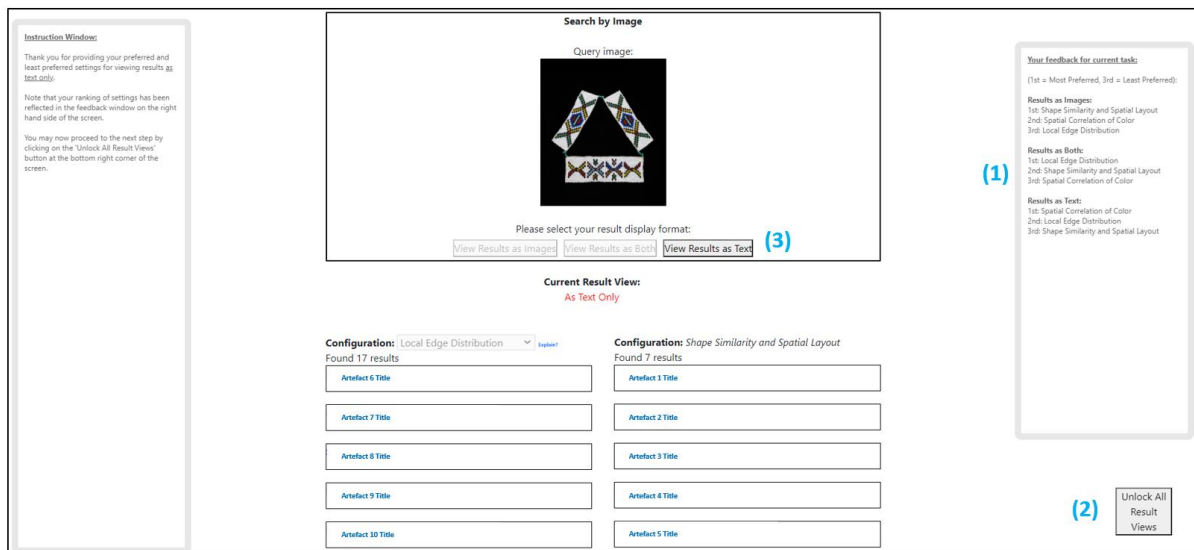 Instruction Window:
Thank you for providing your preferred and
least preferred settings for viewing results as
text only.
Note that your ranking of settings has been
reflected in the feedback window on the right
hand side of the screen.
You may now proceed to the next step by
clicking on the 'Unlock All Result Views'
button at the bottom right corner of the
screen.
Search by Image
Query image:
Please select your result display format:
View Results as Images
View Results as Both
View Results as Text
(3)
Current Result View:
As Text Only
Configuration: Local Edge Distribution Explain?
Found 17 results
Artefact 6 Title
Artefact 7 Title
Artefact 8 Title
Artefact 9 Title
Artefact 10 Title
Configuration: Shape Similarity and Spatial Layout
Found 7 results
Artefact 1 Title
Artefact 2 Title
Artefact 3 Title
Artefact 4 Title
Artefact 5 Title
(1)
Your feedback for current task:
(1st = Most Preferred, 3rd = Least Preferred):
Results as Images:
1st: Shape Similarity and Spatial Layout
2nd: Spatial Correlation of Color
3rd: Local Edge Distribution
Results as Both:
1st: Local Edge Distribution
2nd: Shape Similarity and Spatial Layout
3rd: Spatial Correlation of Color
Results as Text:
1st: Spatial Correlation of Color
2nd: Local Edge Distribution
3rd: Shape Similarity and Spatial Layout
(2)
Unlock All
Result
Views